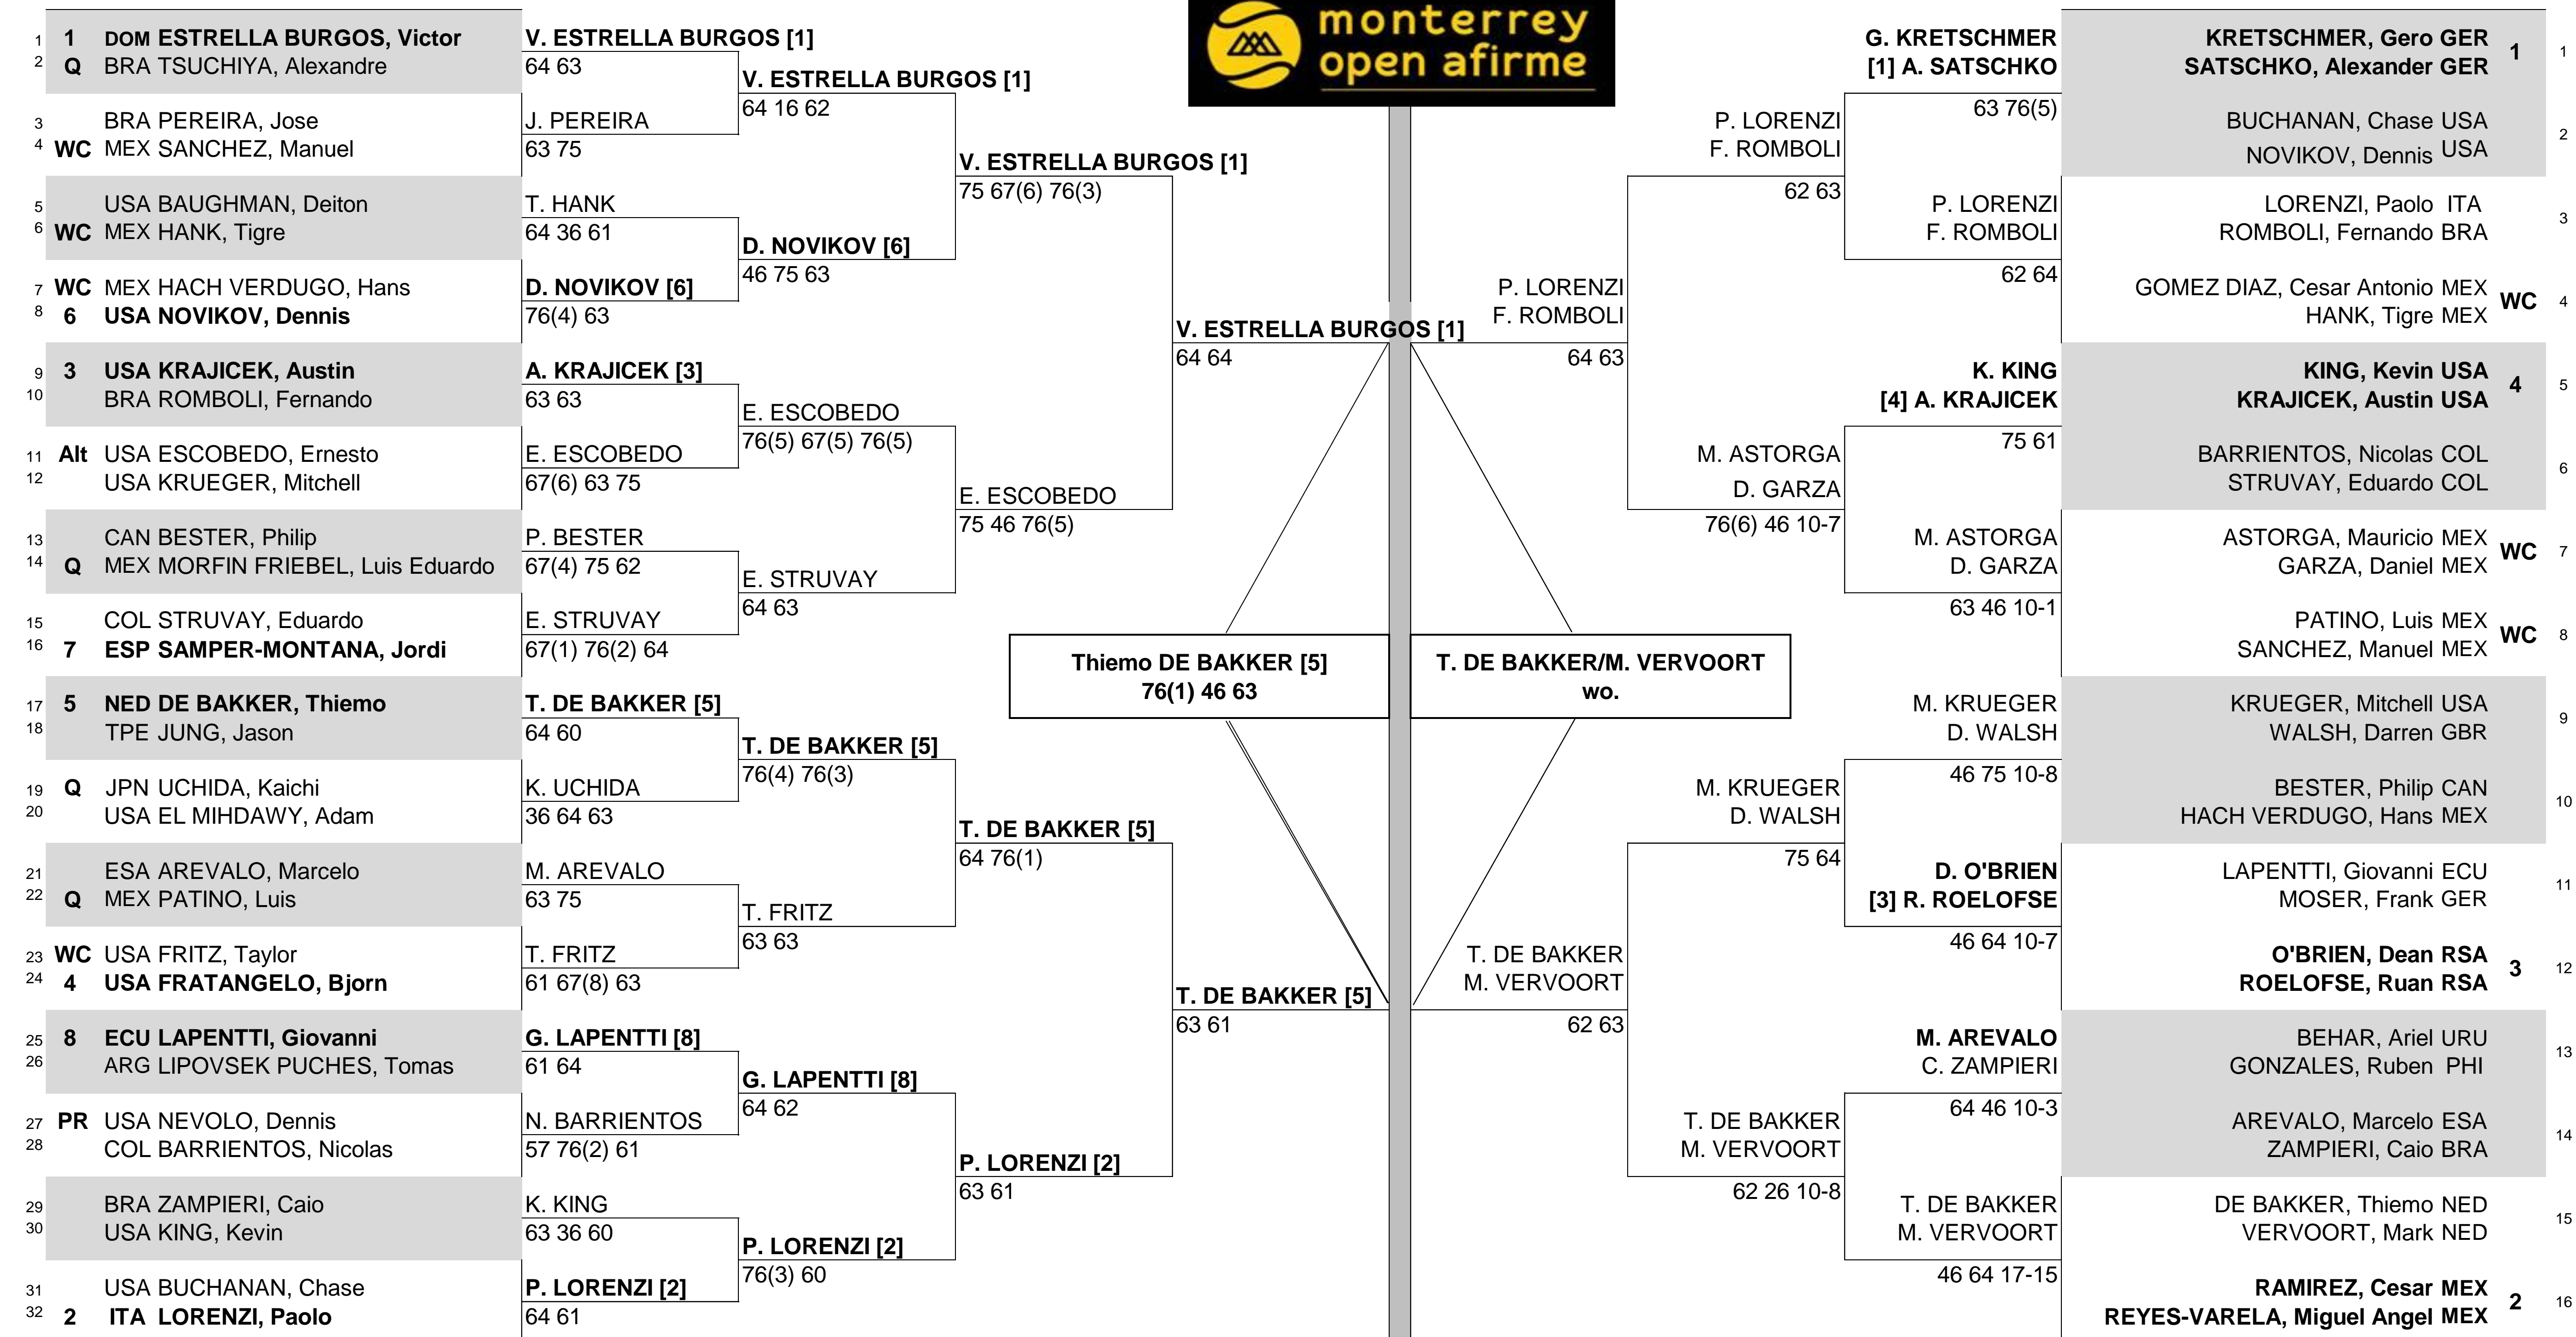 monterrey
open afirme
1 1 DOM ESTRELLA BURGOS, Victor
2 Q BRA TSUCHIYA, Alexandre
3 BRA PEREIRA, Jose
4 WC MEX SANCHEZ, Manuel
5 USA BAUGHMAN, Deiton
6 WC MEX HANK, Tigre
7 WC MEX HACH VERDUGO, Hans
8 6 USA NOVIKOV, Dennis
9 3 USA KRAJICEK, Austin
10 BRA ROMBOLI, Fernando
11 Alt USA ESCOBEDO, Ernesto
12 USA KRUEGER, Mitchell
13 CAN BESTER, Philip
14 Q MEX MORFIN FRIEBEL, Luis Eduardo
15 COL STRUVAY, Eduardo
16 7 ESP SAMPER-MONTANA, Jordi
17 5 NED DE BAKKER, Thiemo
18 TPE JUNG, Jason
19 Q JPN UCHIDA, Kaichi
20 USA EL MIHDAWY, Adam
21 ESA AREVALO, Marcelo
22 Q MEX PATINO, Luis
23 WC USA FRITZ, Taylor
24 4 USA FRATANGELO, Bjorn
25 8 ECU LAPENTTI, Giovanni
26 ARG LIPOVSEK PUCHES, Tomas
27 PR USA NEVOLO, Dennis
28 COL BARRIENTOS, Nicolas
29 BRA ZAMPIERI, Caio
30 USA KING, Kevin
31 USA BUCHANAN, Chase
32 2 ITA LORENZI, Paolo
V. ESTRELLA BURGOS [1]
64 63
J. PEREIRA
63 75
T. HANK
64 36 61
D. NOVIKOV [6]
76(4) 63
A. KRAJICEK [3]
63 63
E. ESCOBEDO
67(6) 63 75
P. BESTER
67(4) 75 62
E. STRUVAY
67(1) 76(2) 64
T. DE BAKKER [5]
64 60
K. UCHIDA
36 64 63
M. AREVALO
63 75
T. FRITZ
61 67(8) 63
G. LAPENTTI [8]
61 64
N. BARRIENTOS
57 76(2) 61
K. KING
63 36 60
P. LORENZI [2]
64 61
V. ESTRELLA BURGOS [1]
64 16 62
D. NOVIKOV [6]
46 75 63
E. ESCOBEDO
76(5) 67(5) 76(5)
E. STRUVAY
64 63
T. DE BAKKER [5]
76(4) 76(3)
T. FRITZ
63 63
G. LAPENTTI [8]
64 62
P. LORENZI [2]
76(3) 60
V. ESTRELLA BURGOS [1]
75 67(6) 76(3)
E. ESCOBEDO
75 46 76(5)
T. DE BAKKER [5]
64 76(1)
P. LORENZI [2]
63 61
V. ESTRELLA BURGOS [1]
64 64
T. DE BAKKER [5]
63 61
Thiemo DE BAKKER [5]
76(1) 46 63
T. DE BAKKER/M. VERVOORT
wo.
P. LORENZI
F. ROMBOLI
64 63
T. DE BAKKER
M. VERVOORT
62 63
P. LORENZI
F. ROMBOLI
62 63
M. ASTORGA
D. GARZA
76(6) 46 10-7
M. KRUEGER
D. WALSH
75 64
T. DE BAKKER
M. VERVOORT
62 26 10-8
G. KRETSCHMER
[1] A. SATSCHKO
63 76(5)
P. LORENZI
F. ROMBOLI
62 64
K. KING
[4] A. KRAJICEK
75 61
M. ASTORGA
D. GARZA
63 46 10-1
M. KRUEGER
D. WALSH
46 75 10-8
D. O'BRIEN
[3] R. ROELOFSE
46 64 10-7
M. AREVALO
C. ZAMPIERI
64 46 10-3
T. DE BAKKER
M. VERVOORT
46 64 17-15
KRETSCHMER, Gero GER
SATSCHKO, Alexander GER
1 1
BUCHANAN, Chase USA
NOVIKOV, Dennis USA
2
LORENZI, Paolo ITA
ROMBOLI, Fernando BRA
3
GOMEZ DIAZ, Cesar Antonio MEX
HANK, Tigre MEX
WC 4
KING, Kevin USA
KRAJICEK, Austin USA
4 5
BARRIENTOS, Nicolas COL
STRUVAY, Eduardo COL
6
ASTORGA, Mauricio MEX
GARZA, Daniel MEX
WC 7
PATINO, Luis MEX
SANCHEZ, Manuel MEX
WC 8
KRUEGER, Mitchell USA
WALSH, Darren GBR
9
BESTER, Philip CAN
HACH VERDUGO, Hans MEX
10
LAPENTTI, Giovanni ECU
MOSER, Frank GER
11
O'BRIEN, Dean RSA
ROELOFSE, Ruan RSA
3 12
BEHAR, Ariel URU
GONZALES, Ruben PHI
13
AREVALO, Marcelo ESA
ZAMPIERI, Caio BRA
14
DE BAKKER, Thiemo NED
VERVOORT, Mark NED
15
RAMIREZ, Cesar MEX
REYES-VARELA, Miguel Angel MEX
2 16